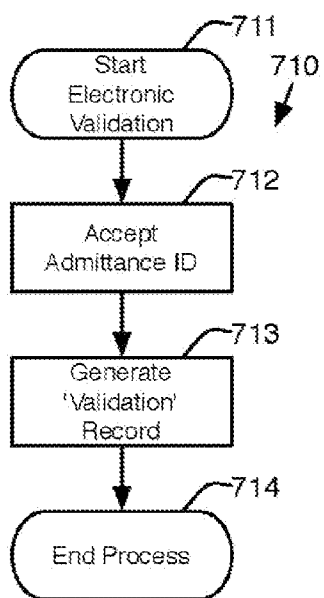 711
710
Start
Electronic
Validation
712
Accept
Admittance ID
713
Generate
'Validation'
Record
714
End Process